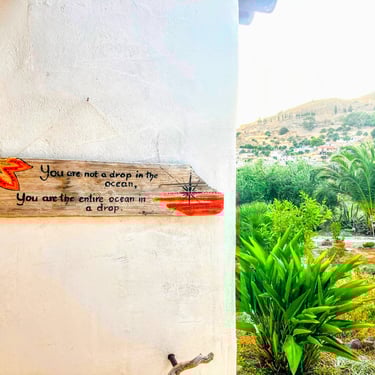 You are not a drop in the
ocean,
You are the entire ocean in
a drop.